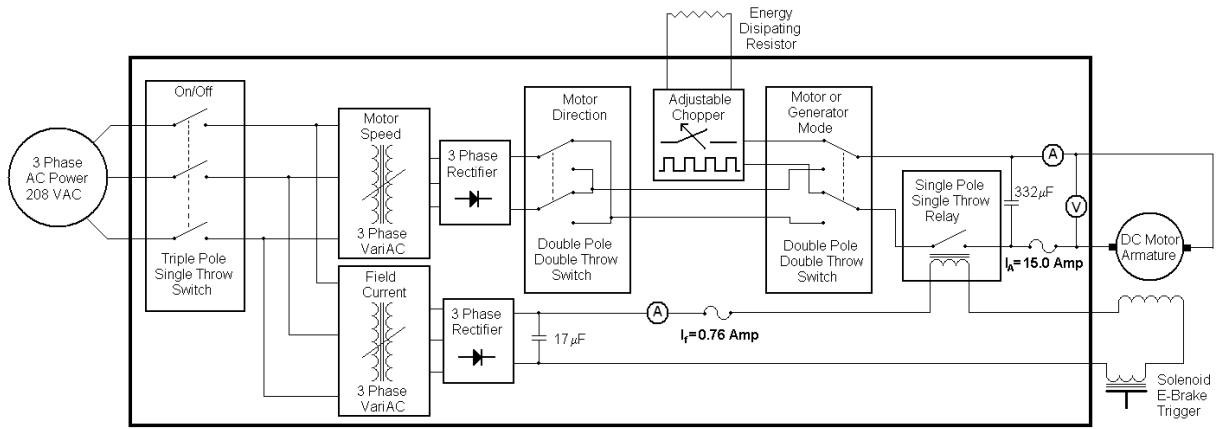 Energy
Disipating
Resistor
On/Off
3 Phase
AC Power
208 VAC
Triple Pole
Single Throw
Switch
Motor
Speed
3 Phase
VariAC
3 Phase
Rectifier
Motor
Direction
Double Pole
Double Throw
Switch
Adjustable
Chopper
Motor or
Generator
Mode
Double Pole
Double Throw
Switch
Single Pole
Single Throw
Relay
332μF
A
V
I_A=15.0 Amp
DC Motor
Armature
Field
Current
3 Phase
VariAC
3 Phase
Rectifier
17μF
A
I_f=0.76 Amp
Solenoid
E-Brake
Trigger